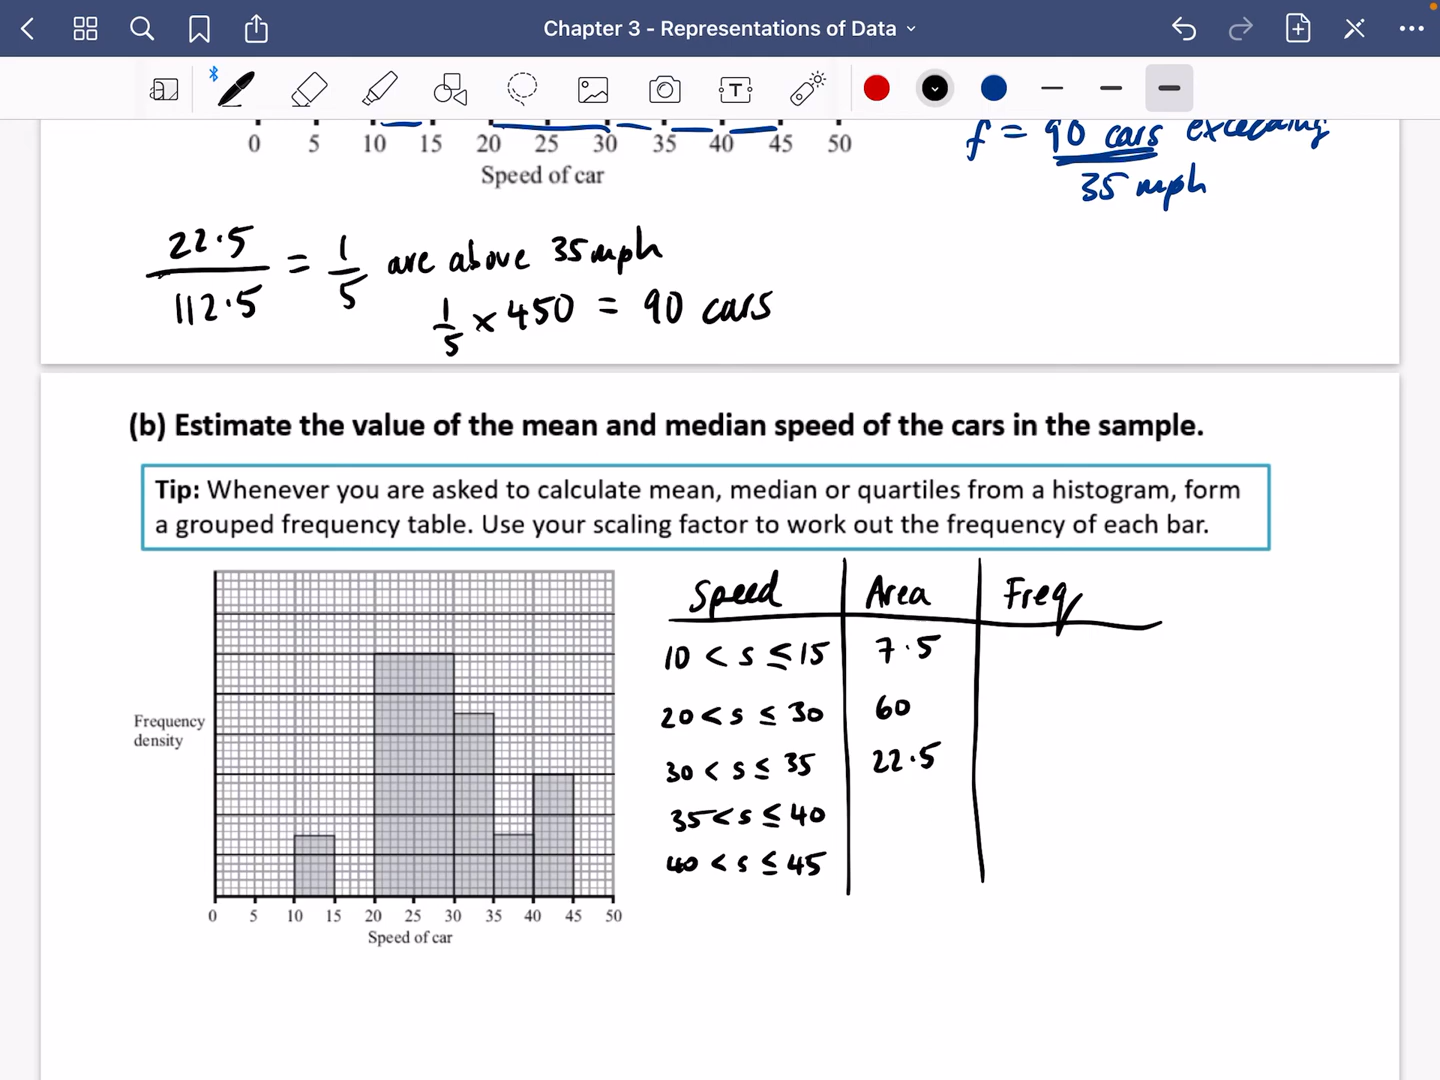 Chapter 3 - Representations of Data
0 5 10 15 20 25 30 35 40 45 50
Speed of car
f = 90 cars exceeding
35 mph
22.5/112.5 = 1/5 are above 35mph
1/5 × 450 = 90 cars
(b) Estimate the value of the mean and median speed of the cars in the sample.
Tip: Whenever you are asked to calculate mean, median or quartiles from a histogram, form
a grouped frequency table. Use your scaling factor to work out the frequency of each bar.
Speed Area Freq
10 < s ≤ 15 7.5
20 < s ≤ 30 60
30 < s ≤ 35 22.5
35 < s ≤ 40
40 < s ≤ 45
Frequency
density
0 5 10 15 20 25 30 35 40 45 50
Speed of car